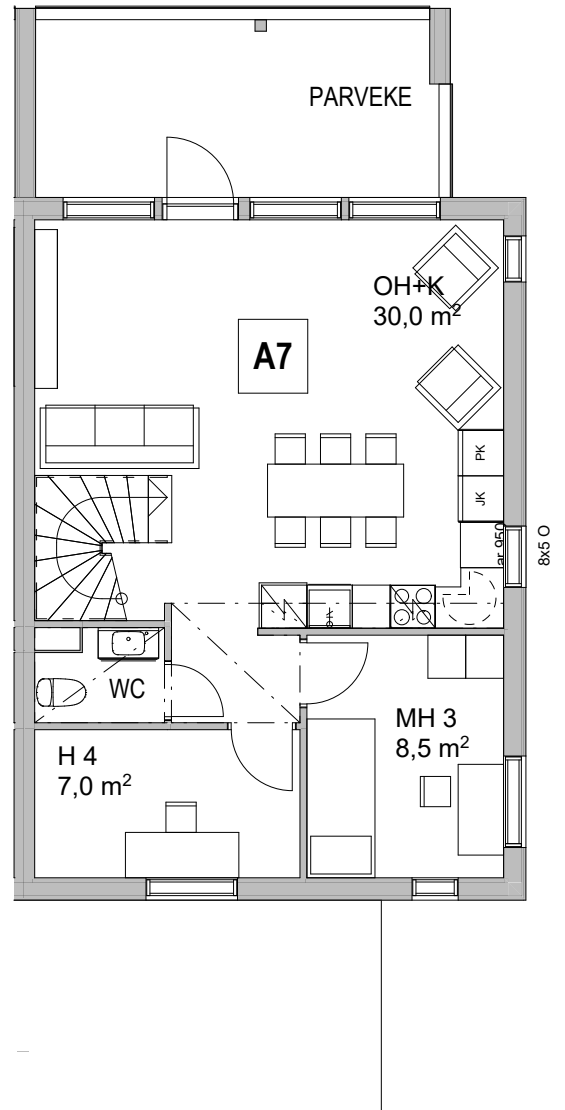 PARVEKE
OH+K
30,0 m²
A7
PK
JK
ar 950
8x5 O
WC
MH 3
8,5 m²
H 4
7,0 m²